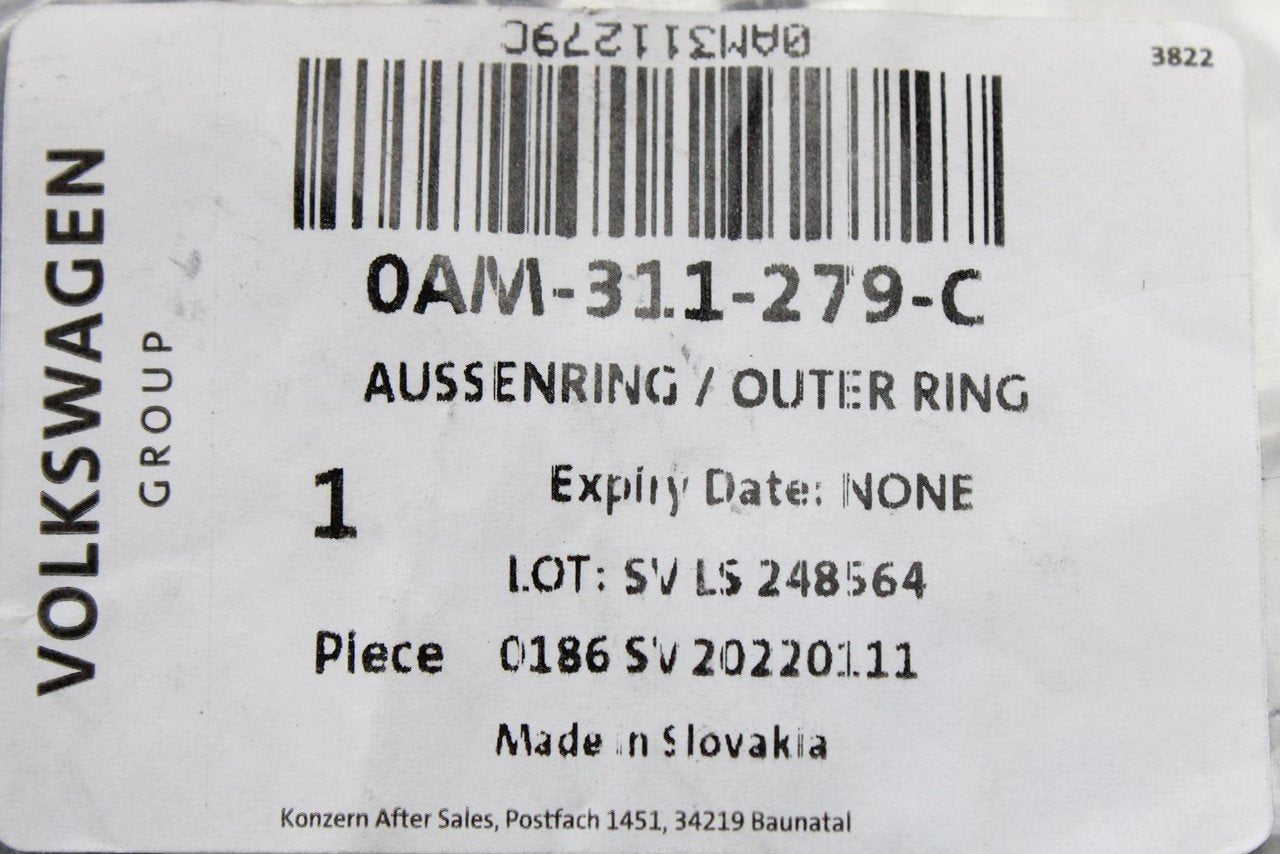 0AM311279C
3822
VOLKSWAGEN
GROUP
0AM-311-279-C
AUSSENRING / OUTER RING
1
Expiry Date: NONE
LOT: SV LS 248564
Piece
0186 SV 20220111
Made in Slovakia
Konzern After Sales, Postfach 1451, 34219 Baunatal